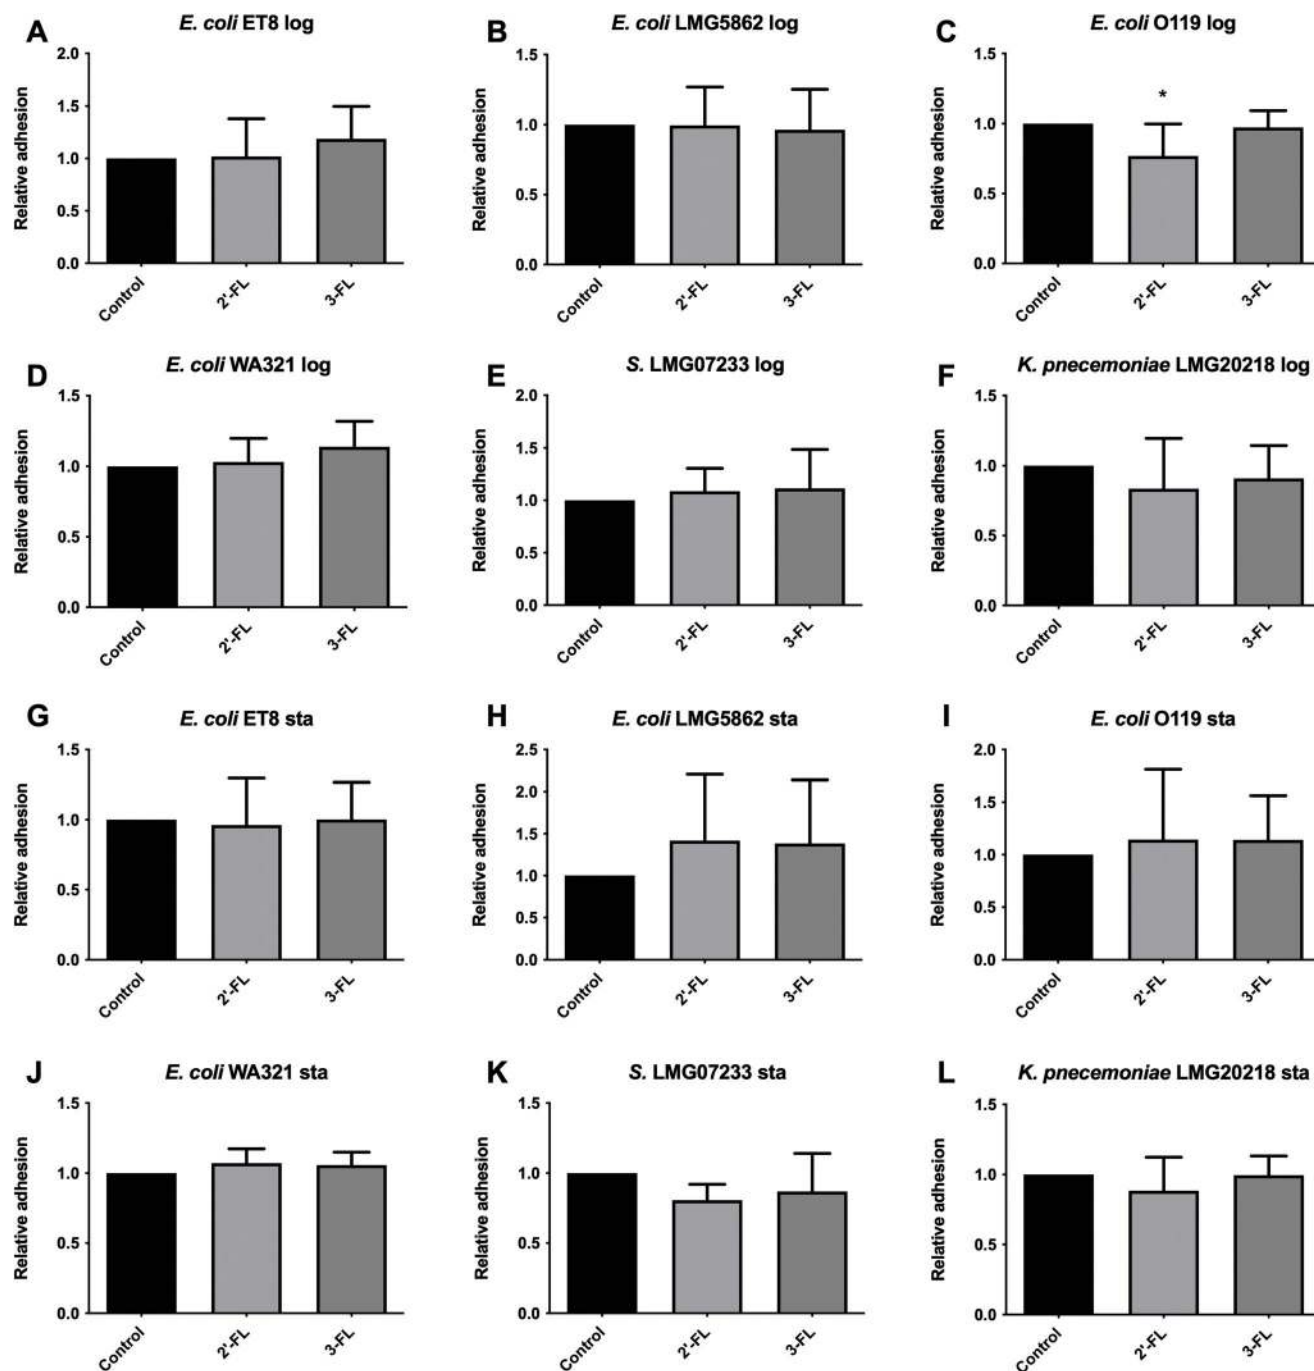 A
E. coli ET8 log
Relative adhesion
2.0
1.5
1.0
0.5
0.0
Control
2'-FL
3-FL
B
E. coli LMG5862 log
Relative adhesion
1.5
1.0
0.5
0.0
Control
2'-FL
3-FL
C
E. coli O119 log
Relative adhesion
1.5
1.0
0.5
0.0
*
Control
2'-FL
3-FL
D
E. coli WA321 log
Relative adhesion
1.5
1.0
0.5
0.0
Control
2'-FL
3-FL
E
S. LMG07233 log
Relative adhesion
2.0
1.5
1.0
0.5
0.0
Control
2'-FL
3-FL
F
K. pnecemoniae LMG20218 log
Relative adhesion
1.5
1.0
0.5
0.0
Control
2'-FL
3-FL
G
E. coli ET8 sta
Relative adhesion
1.5
1.0
0.5
0.0
Control
2'-FL
3-FL
H
E. coli LMG5862 sta
Relative adhesion
2.5
2.0
1.5
1.0
0.5
0.0
Control
2'-FL
3-FL
I
E. coli O119 sta
Relative adhesion
2.0
1.5
1.0
0.5
0.0
Control
2'-FL
3-FL
J
E. coli WA321 sta
Relative adhesion
1.5
1.0
0.5
0.0
Control
2'-FL
3-FL
K
S. LMG07233 sta
Relative adhesion
1.5
1.0
0.5
0.0
Control
2'-FL
3-FL
L
K. pnecemoniae LMG20218 sta
Relative adhesion
1.5
1.0
0.5
0.0
Control
2'-FL
3-FL